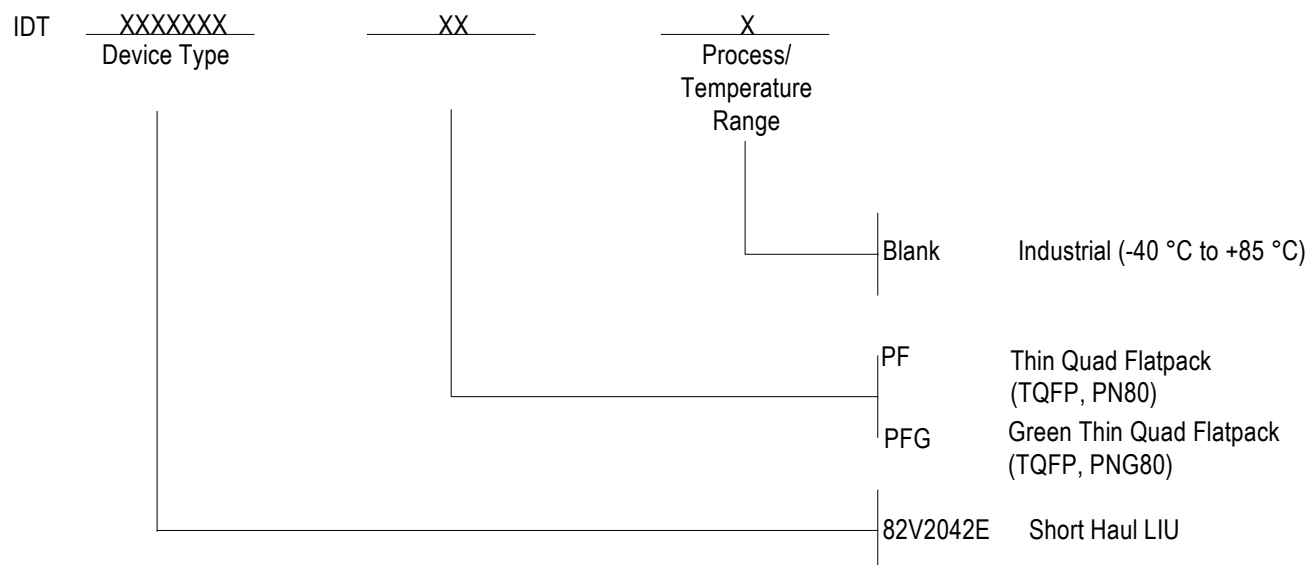 IDT XXXXXXX XX X
Device Type
Process/
Temperature
Range
Blank Industrial (-40 °C to +85 °C)
PF Thin Quad Flatpack
(TQFP, PN80)
PFG Green Thin Quad Flatpack
(TQFP, PNG80)
82V2042E Short Haul LIU